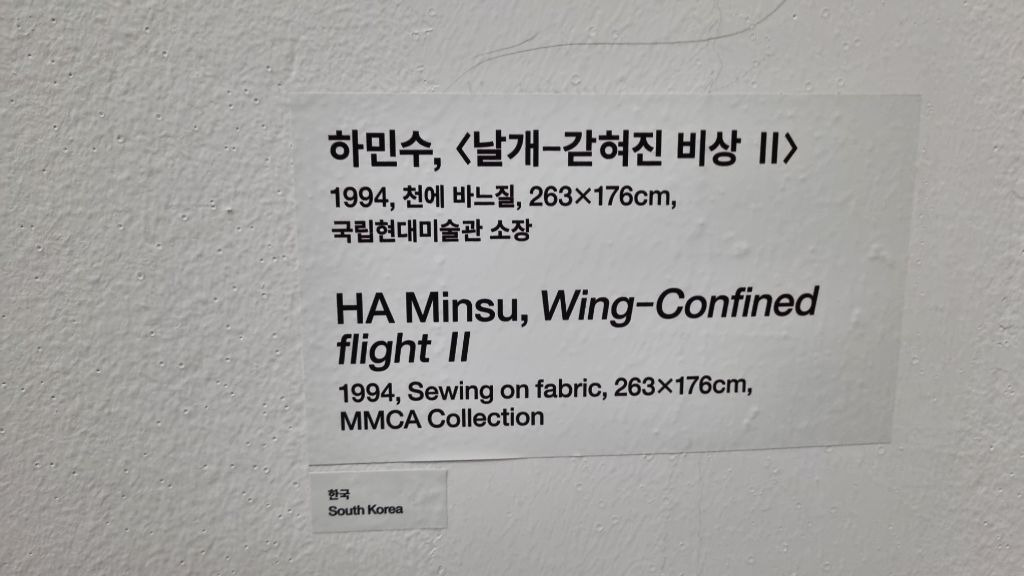 하민수, 〈날개–갇혀진 비상 II〉
1994, 천에 바느질, 263×176cm,
국립현대미술관 소장
HA Minsu, Wing–Confined
flight II
1994, Sewing on fabric, 263×176cm,
MMCA Collection
한국
South Korea